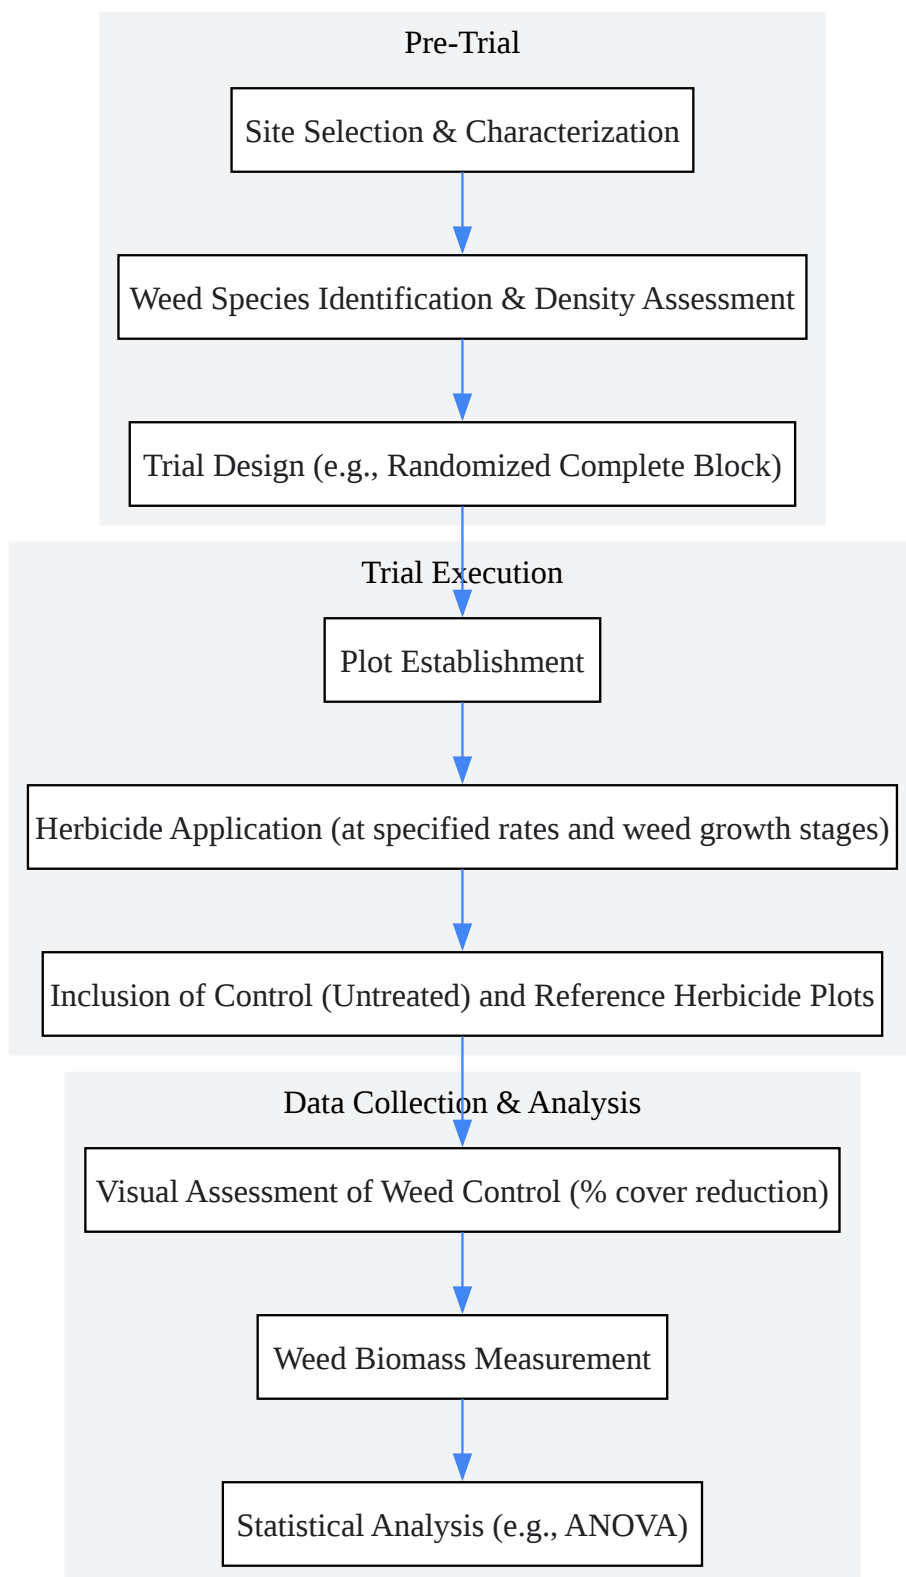 Pre-Trial
Site Selection & Characterization
Weed Species Identification & Density Assessment
Trial Design (e.g., Randomized Complete Block)
Trial Execution
Plot Establishment
Herbicide Application (at specified rates and weed growth stages)
Inclusion of Control (Untreated) and Reference Herbicide Plots
Data Collection & Analysis
Visual Assessment of Weed Control (% cover reduction)
Weed Biomass Measurement
Statistical Analysis (e.g., ANOVA)